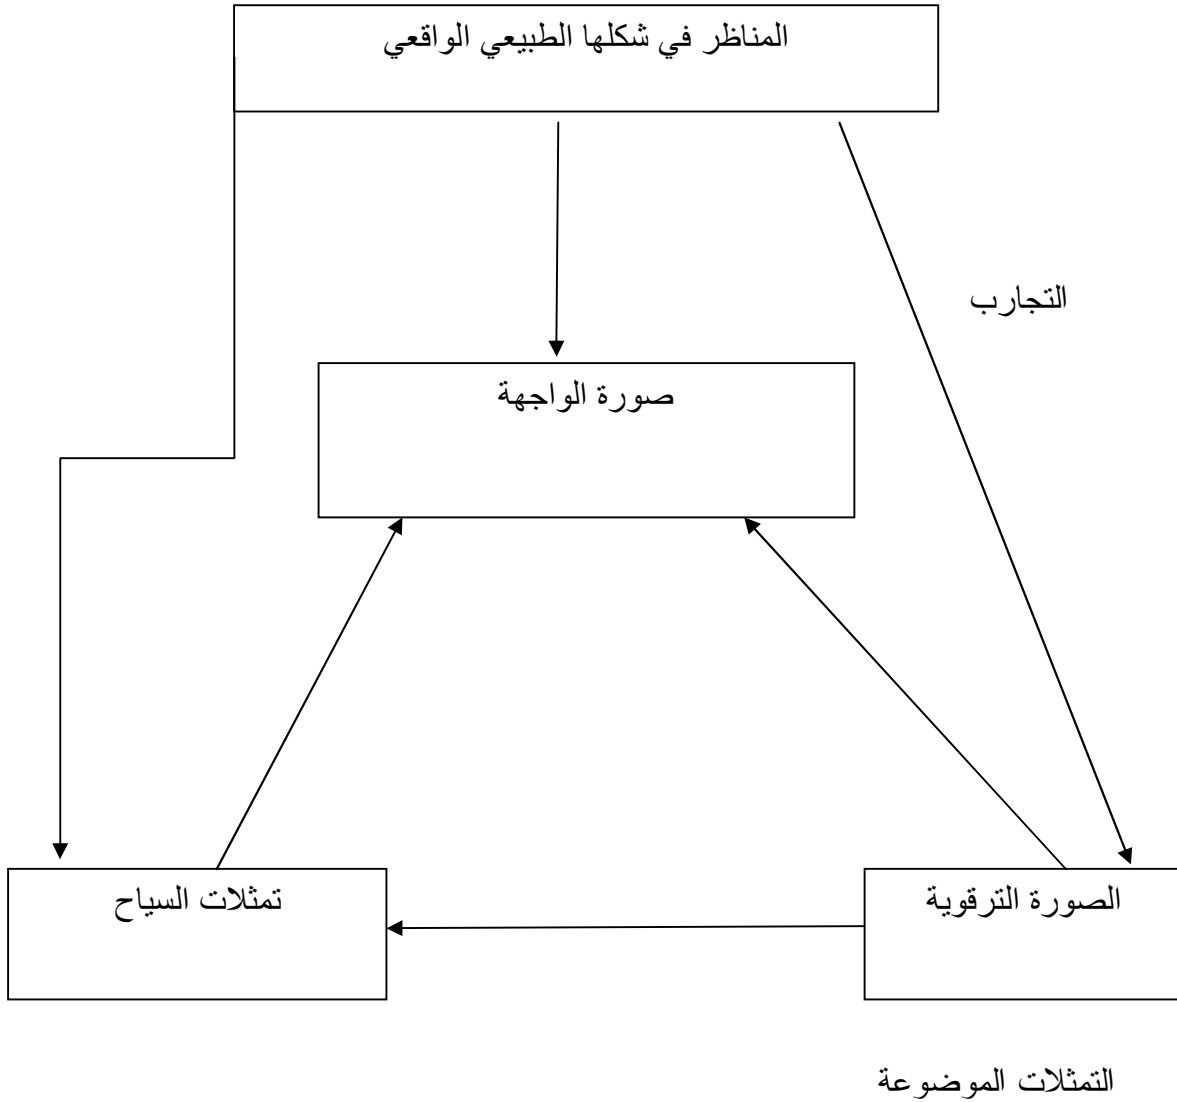 المناظر في شكلها الطبيعي الواقعي
التجارب
صورة الواجهة
الصورة الترقوية
تمثلات السياح
التمثلات الموضوعة